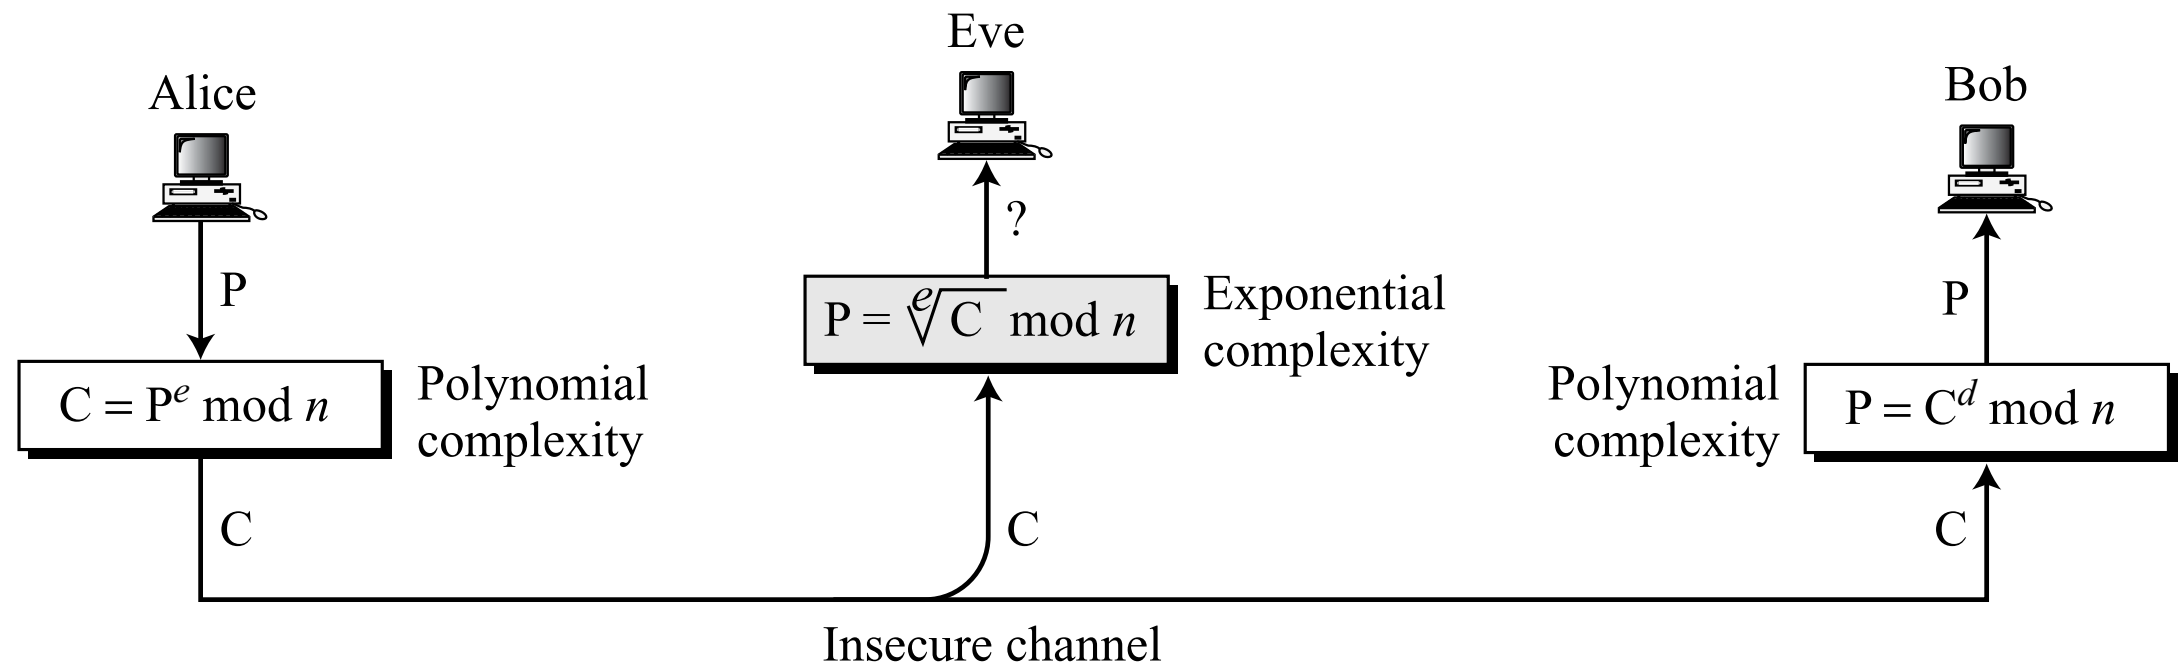 Eve
Alice
Bob
?
P
P
P = ᵉ√C mod n
Exponential
complexity
C = Pᵉ mod n
Polynomial
complexity
Polynomial
complexity
P = Cᵈ mod n
C
C
C
Insecure channel